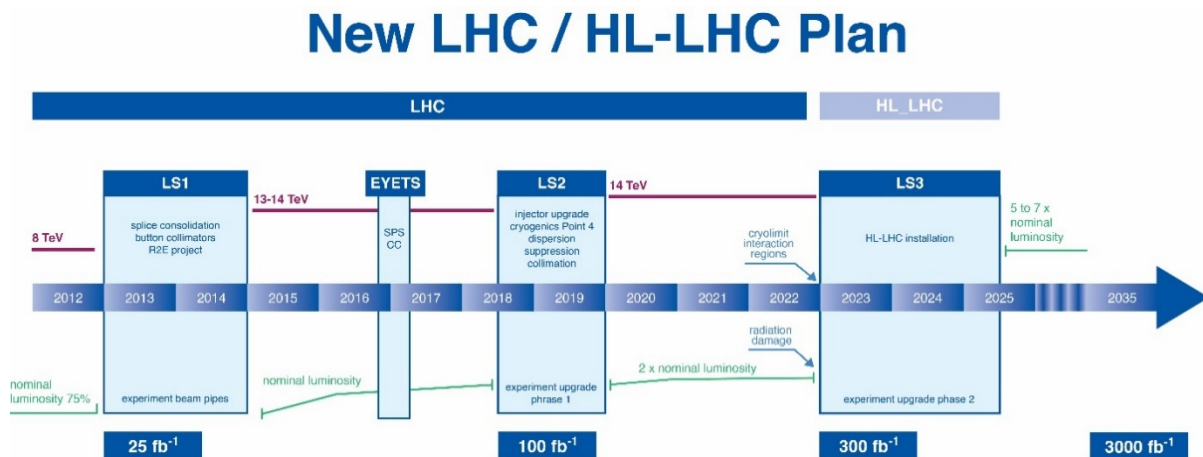 New LHC / HL-LHC Plan
LHC
HL_LHC
LS1
EYETS
LS2
LS3
8 TeV
13-14 TeV
14 TeV
splice consolidation
button collimators
R2E project
SPS
CC
injector upgrade
cryogenics Point 4
dispersion
suppression
collimation
cryolimit
interaction
regions
HL-LHC installation
5 to 7 x
nominal
luminosity
2012 2013 2014 2015 2016 2017 2018 2019 2020 2021 2022 2023 2024 2025 2035
radiation
damage
nominal
luminosity 75%
experiment beam pipes
nominal luminosity
experiment upgrade
phrase 1
2 x nominal luminosity
experiment upgrade phase 2
25 fb⁻¹
100 fb⁻¹
300 fb⁻¹
3000 fb⁻¹